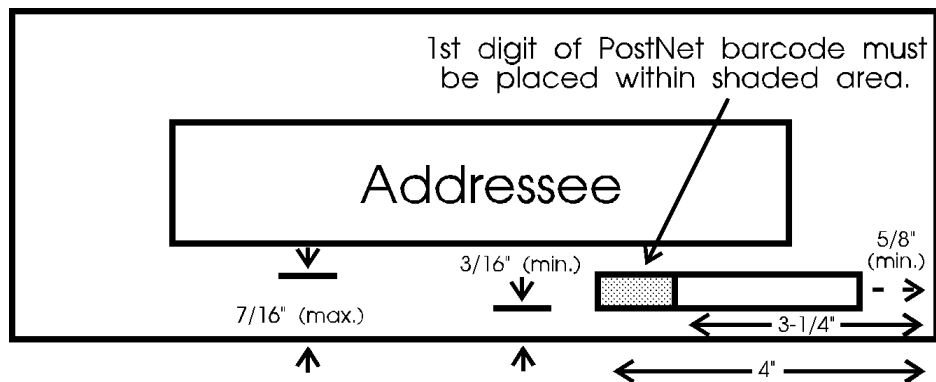 1st digit of PostNet barcode must
be placed within shaded area.
Addressee
5/8"
(min.)
3/16" (min.)
7/16" (max.)
3-1/4"
4"